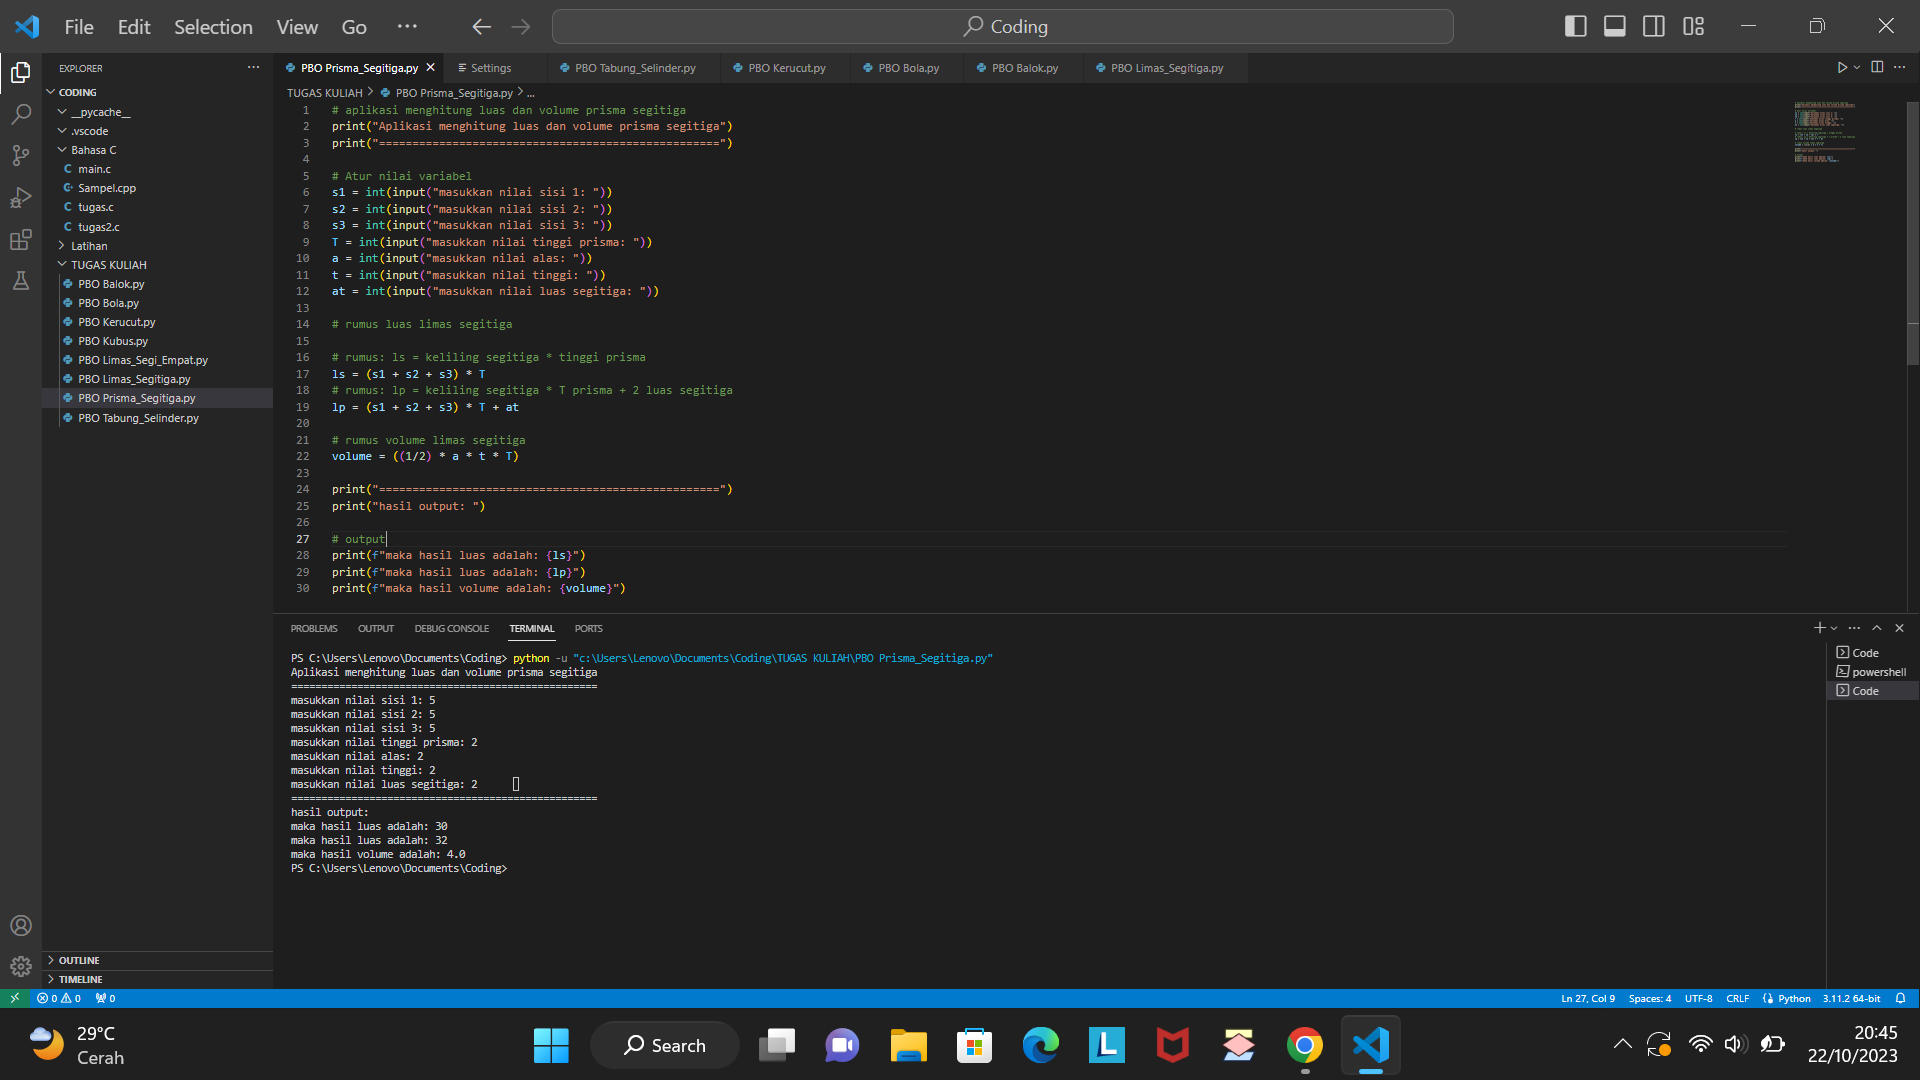 File Edit Selection View Go ··· Coding
EXPLORER ···
CODING
__pycache__
.vscode
Bahasa C
C main.c
Sampel.cpp
C tugas.c
C tugas2.c
Latihan
TUGAS KULIAH
PBO Balok.py
PBO Bola.py
PBO Kerucut.py
PBO Kubus.py
PBO Limas_Segi_Empat.py
PBO Limas_Segitiga.py
PBO Prisma_Segitiga.py
PBO Tabung_Selinder.py
OUTLINE
TIMELINE
PBO Prisma_Segitiga.py Settings PBO Tabung_Selinder.py PBO Kerucut.py PBO Bola.py PBO Balok.py PBO Limas_Segitiga.py
TUGAS KULIAH > PBO Prisma_Segitiga.py > ...
1 # aplikasi menghitung luas dan volume prisma segitiga
2 print("Aplikasi menghitung luas dan volume prisma segitiga")
3 print("===================================================")
4
5 # Atur nilai variabel
6 s1 = int(input("masukkan nilai sisi 1: "))
7 s2 = int(input("masukkan nilai sisi 2: "))
8 s3 = int(input("masukkan nilai sisi 3: "))
9 T = int(input("masukkan nilai tinggi prisma: "))
10 a = int(input("masukkan nilai alas: "))
11 t = int(input("masukkan nilai tinggi: "))
12 at = int(input("masukkan nilai luas segitiga: "))
13
14 # rumus luas limas segitiga
15
16 # rumus: ls = keliling segitiga * tinggi prisma
17 ls = (s1 + s2 + s3) * T
18 # rumus: lp = keliling segitiga * T prisma + 2 luas segitiga
19 lp = (s1 + s2 + s3) * T + at
20
21 # rumus volume limas segitiga
22 volume = ((1/2) * a * t * T)
23
24 print("===================================================")
25 print("hasil output: ")
26
27 # output
28 print(f"maka hasil luas adalah: {ls}")
29 print(f"maka hasil luas adalah: {lp}")
30 print(f"maka hasil volume adalah: {volume}")
PROBLEMS OUTPUT DEBUG CONSOLE TERMINAL PORTS
PS C:\Users\Lenovo\Documents\Coding> python -u "c:\Users\Lenovo\Documents\Coding\TUGAS KULIAH\PBO Prisma_Segitiga.py"
Aplikasi menghitung luas dan volume prisma segitiga
===================================================
masukkan nilai sisi 1: 5
masukkan nilai sisi 2: 5
masukkan nilai sisi 3: 5
masukkan nilai tinggi prisma: 2
masukkan nilai alas: 2
masukkan nilai tinggi: 2
masukkan nilai luas segitiga: 2
===================================================
hasil output:
maka hasil luas adalah: 30
maka hasil luas adalah: 32
maka hasil volume adalah: 4.0
PS C:\Users\Lenovo\Documents\Coding>
Code
powershell
Code
0 0 0 Ln 27, Col 9 Spaces: 4 UTF-8 CRLF Python 3.11.2 64-bit
29°C
Cerah
Search
L
20:45
22/10/2023